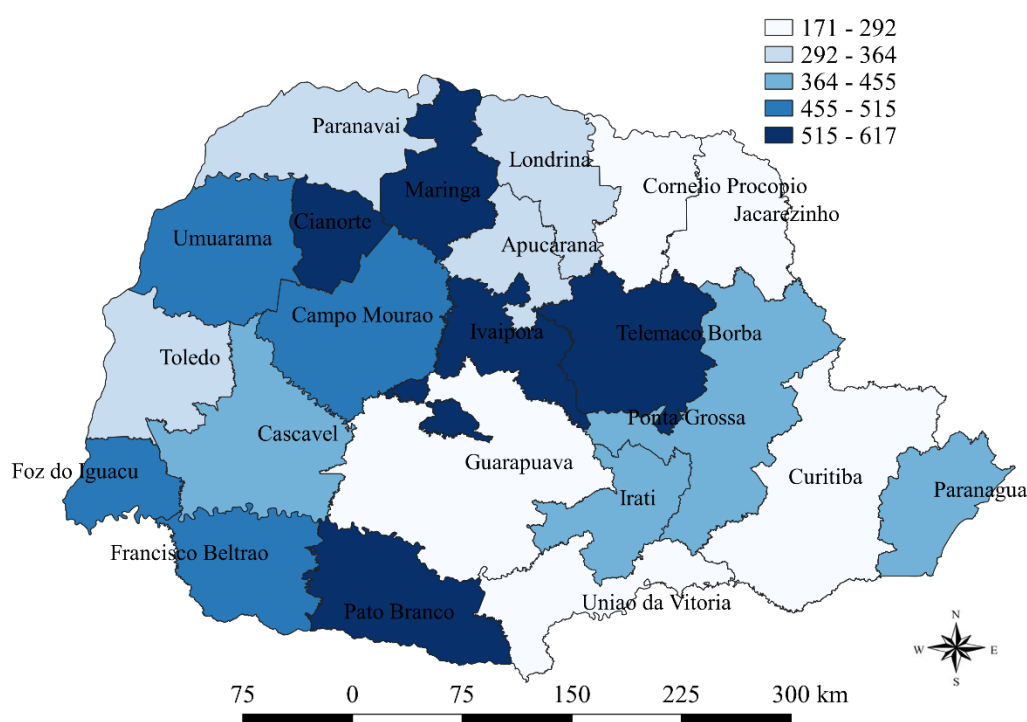 171 - 292
292 - 364
364 - 455
455 - 515
515 - 617
Paranavai
Londrina
Maringa
Cornelio Procopio
Jacarezinho
Cianorte
Umuarama
Apucarana
Campo Mourao
Ivaipora
Telemaco Borba
Toledo
Ponta Grossa
Cascavel
Guarapuava
Foz do Iguacu
Curitiba
Irati
Paranagua
Francisco Beltrao
Pato Branco
Uniao da Vitoria
N
W
E
S
75 0 75 150 225 300 km